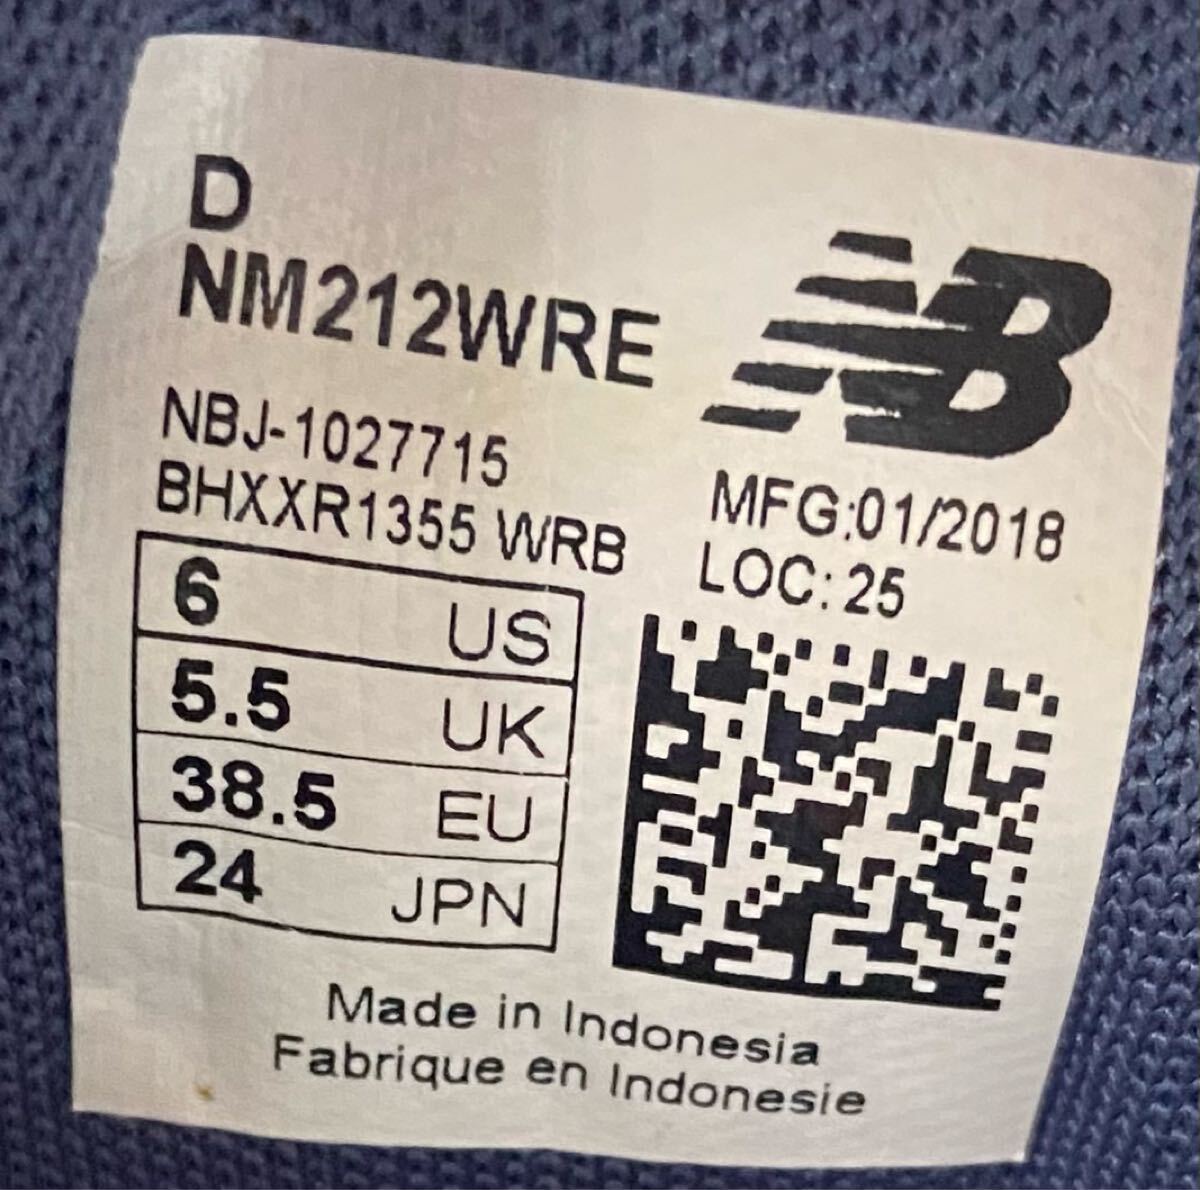 D
NM212WRE
NB
NBJ-1027715
BHXXR1355 WRB
MFG:01/2018
LOC: 25
6 US
5.5 UK
38.5 EU
24 JPN
Made in Indonesia
Fabrique en Indonesie